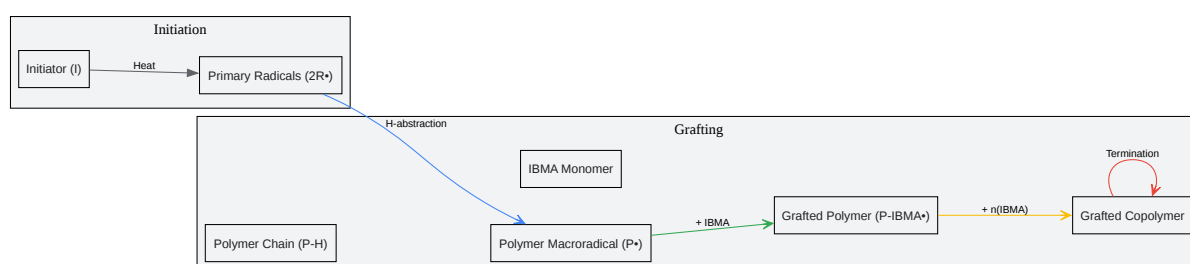 Initiation
Initiator (I)
Heat
Primary Radicals (2R•)
H-abstraction
Grafting
IBMA Monomer
Polymer Chain (P-H)
Polymer Macroradical (P•)
+ IBMA
Grafted Polymer (P-IBMA•)
+ n(IBMA)
Termination
Grafted Copolymer